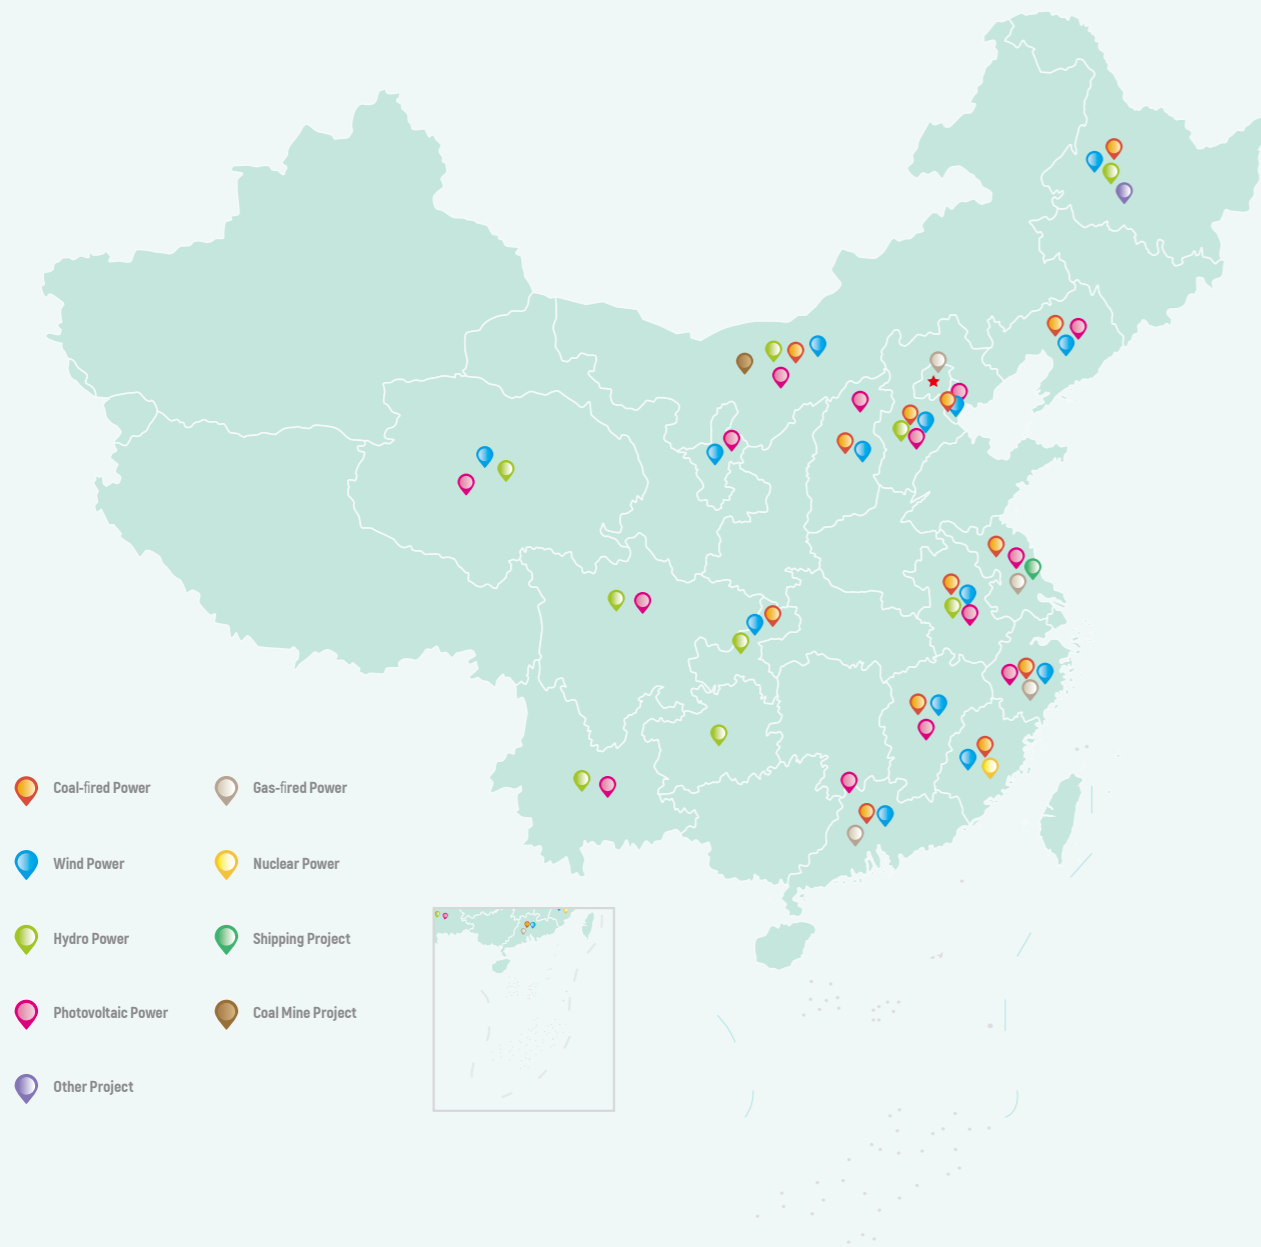 Coal-fired Power
Gas-fired Power
Wind Power
Nuclear Power
Hydro Power
Shipping Project
Photovoltaic Power
Coal Mine Project
Other Project